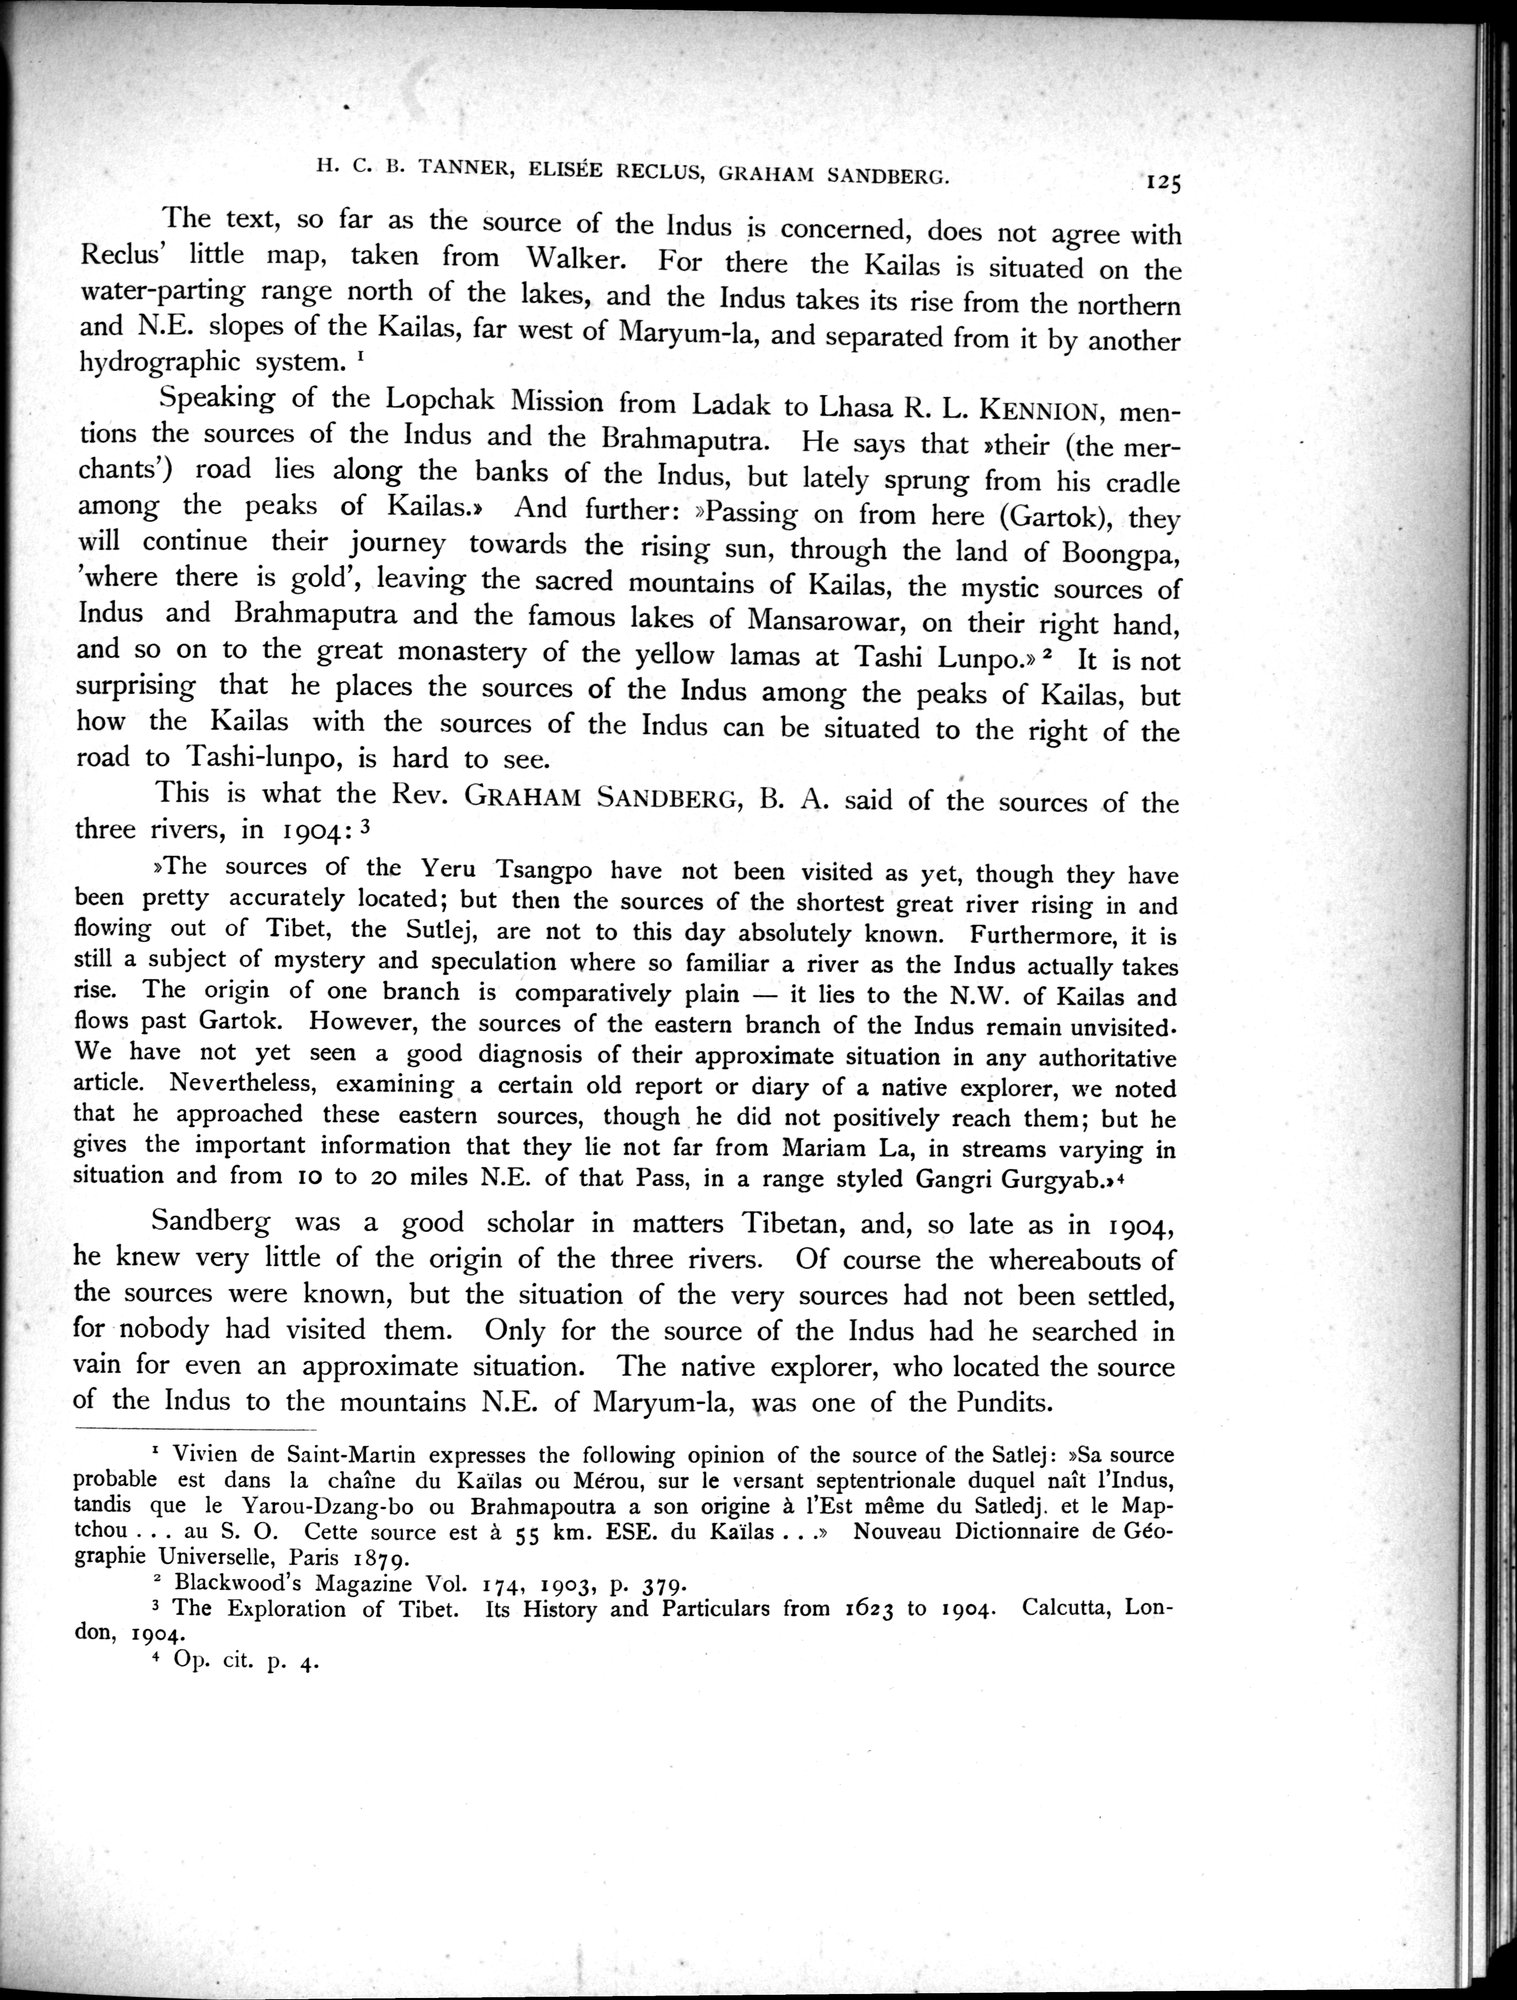 H. C. B. TANNER, ELISÉE RECLUS, GRAHAM SANDBERG.
125
The text, so far as the source of the Indus is concerned, does not agree with
Reclus' little map, taken from Walker. For there the Kailas is situated on the
water-parting range north of the lakes, and the Indus takes its rise from the northern
and N.E. slopes of the Kailas, far west of Maryum-la, and separated from it by another
hydrographic system. ¹
Speaking of the Lopchak Mission from Ladak to Lhasa R. L. KENNION, men-
tions the sources of the Indus and the Brahmaputra. He says that »their (the mer-
chants') road lies along the banks of the Indus, but lately sprung from his cradle
among the peaks of Kailas.» And further: »Passing on from here (Gartok), they
will continue their journey towards the rising sun, through the land of Boongpa,
'where there is gold', leaving the sacred mountains of Kailas, the mystic sources of
Indus and Brahmaputra and the famous lakes of Mansarowar, on their right hand,
and so on to the great monastery of the yellow lamas at Tashi Lunpo.» ² It is not
surprising that he places the sources of the Indus among the peaks of Kailas, but
how the Kailas with the sources of the Indus can be situated to the right of the
road to Tashi-lunpo, is hard to see.
This is what the Rev. GRAHAM SANDBERG, B. A. said of the sources of the
three rivers, in 1904: ³
»The sources of the Yeru Tsangpo have not been visited as yet, though they have
been pretty accurately located; but then the sources of the shortest great river rising in and
flowing out of Tibet, the Sutlej, are not to this day absolutely known. Furthermore, it is
still a subject of mystery and speculation where so familiar a river as the Indus actually takes
rise. The origin of one branch is comparatively plain — it lies to the N.W. of Kailas and
flows past Gartok. However, the sources of the eastern branch of the Indus remain unvisited.
We have not yet seen a good diagnosis of their approximate situation in any authoritative
article. Nevertheless, examining a certain old report or diary of a native explorer, we noted
that he approached these eastern sources, though he did not positively reach them; but he
gives the important information that they lie not far from Mariam La, in streams varying in
situation and from 10 to 20 miles N.E. of that Pass, in a range styled Gangri Gurgyab.»⁴
Sandberg was a good scholar in matters Tibetan, and, so late as in 1904,
he knew very little of the origin of the three rivers. Of course the whereabouts of
the sources were known, but the situation of the very sources had not been settled,
for nobody had visited them. Only for the source of the Indus had he searched in
vain for even an approximate situation. The native explorer, who located the source
of the Indus to the mountains N.E. of Maryum-la, was one of the Pundits.
¹ Vivien de Saint-Martin expresses the following opinion of the source of the Satlej: »Sa source
probable est dans la chaîne du Kaïlas ou Mérou, sur le versant septentrionale duquel naît l'Indus,
tandis que le Yarou-Dzang-bo ou Brahmapoutra a son origine à l'Est même du Satledj. et le Map-
tchou . . . au S. O. Cette source est à 55 km. ESE. du Kaïlas . . .» Nouveau Dictionnaire de Géo-
graphie Universelle, Paris 1879.
² Blackwood's Magazine Vol. 174, 1903, p. 379.
³ The Exploration of Tibet. Its History and Particulars from 1623 to 1904. Calcutta, Lon-
don, 1904.
⁴ Op. cit. p. 4.